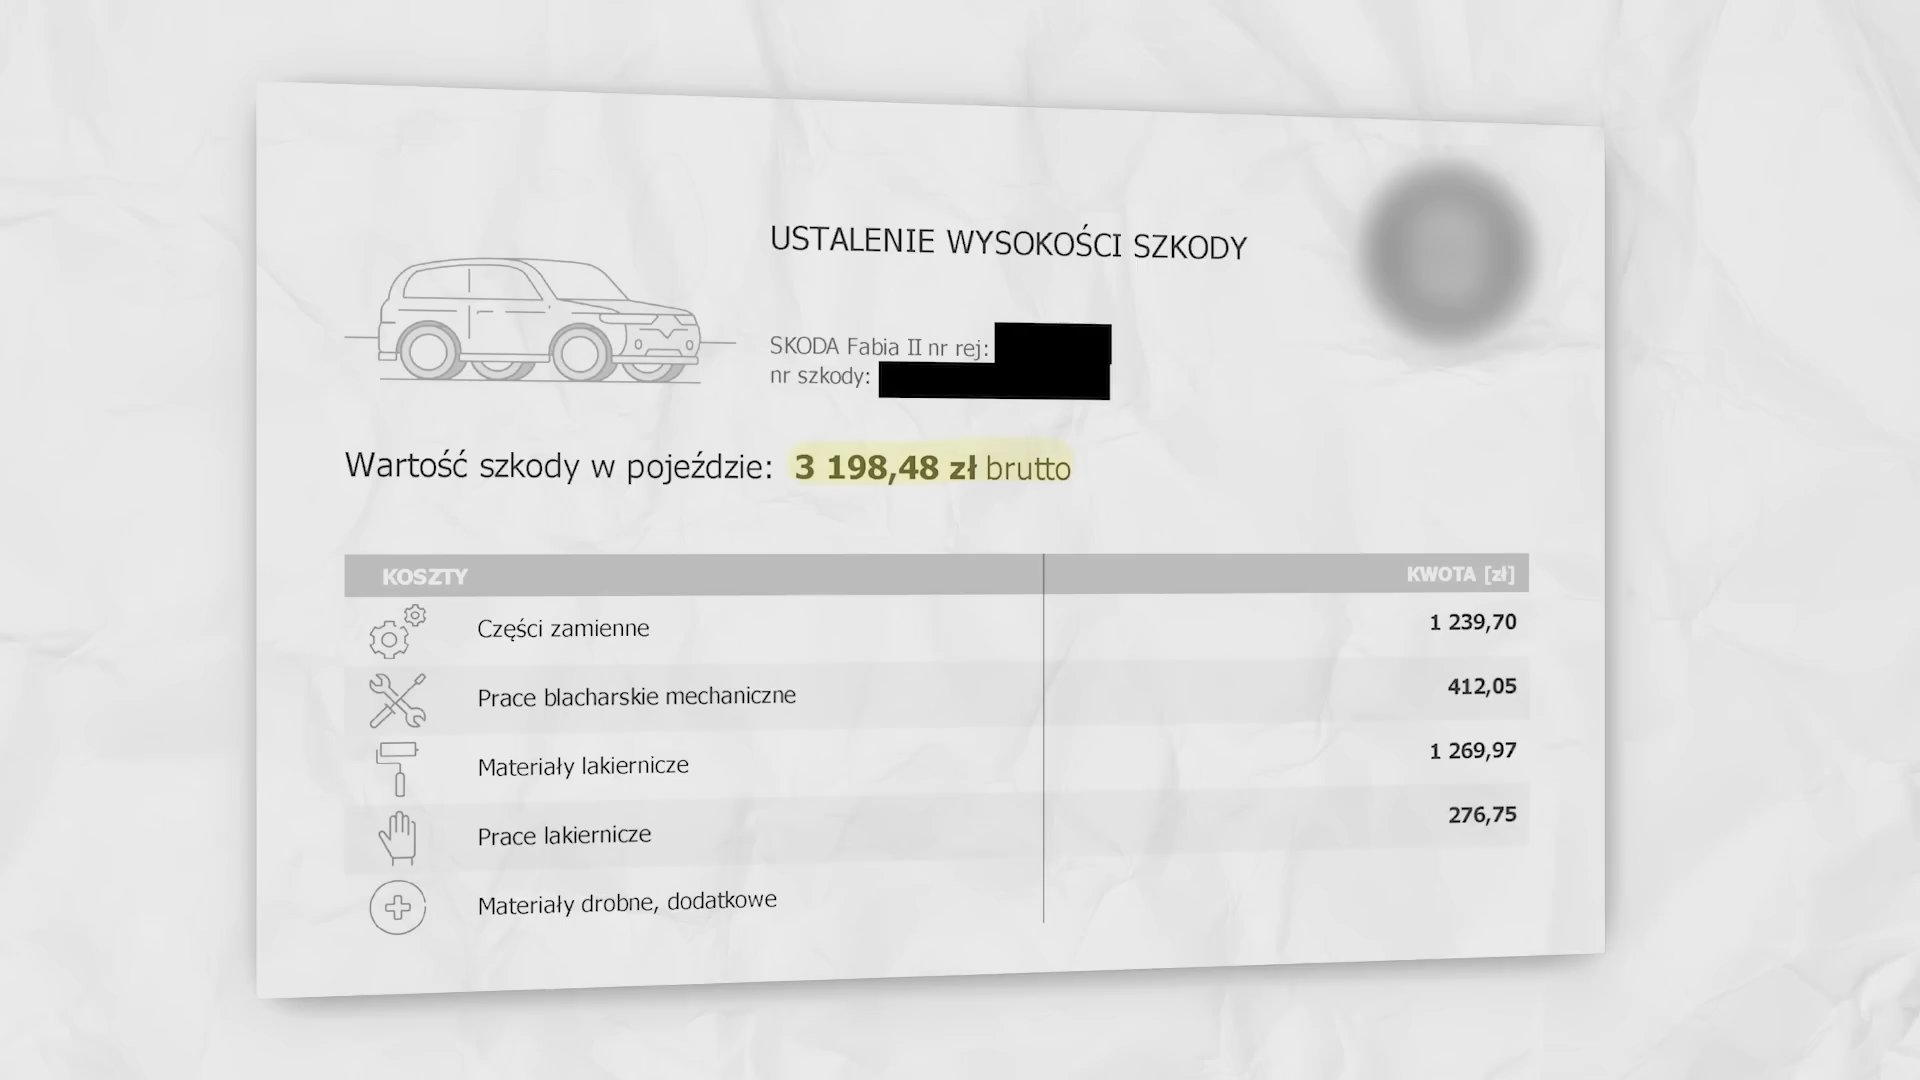 USTALENIE WYSOKOŚCI SZKODY
SKODA Fabia II nr rej:
nr szkody:
Wartość szkody w pojeździe: 3 198,48 zł brutto
KOSZTY KWOTA [zł]
Części zamienne 1 239,70
Prace blacharskie mechaniczne 412,05
Materiały lakiernicze 1 269,97
Prace lakiernicze 276,75
Materiały drobne, dodatkowe